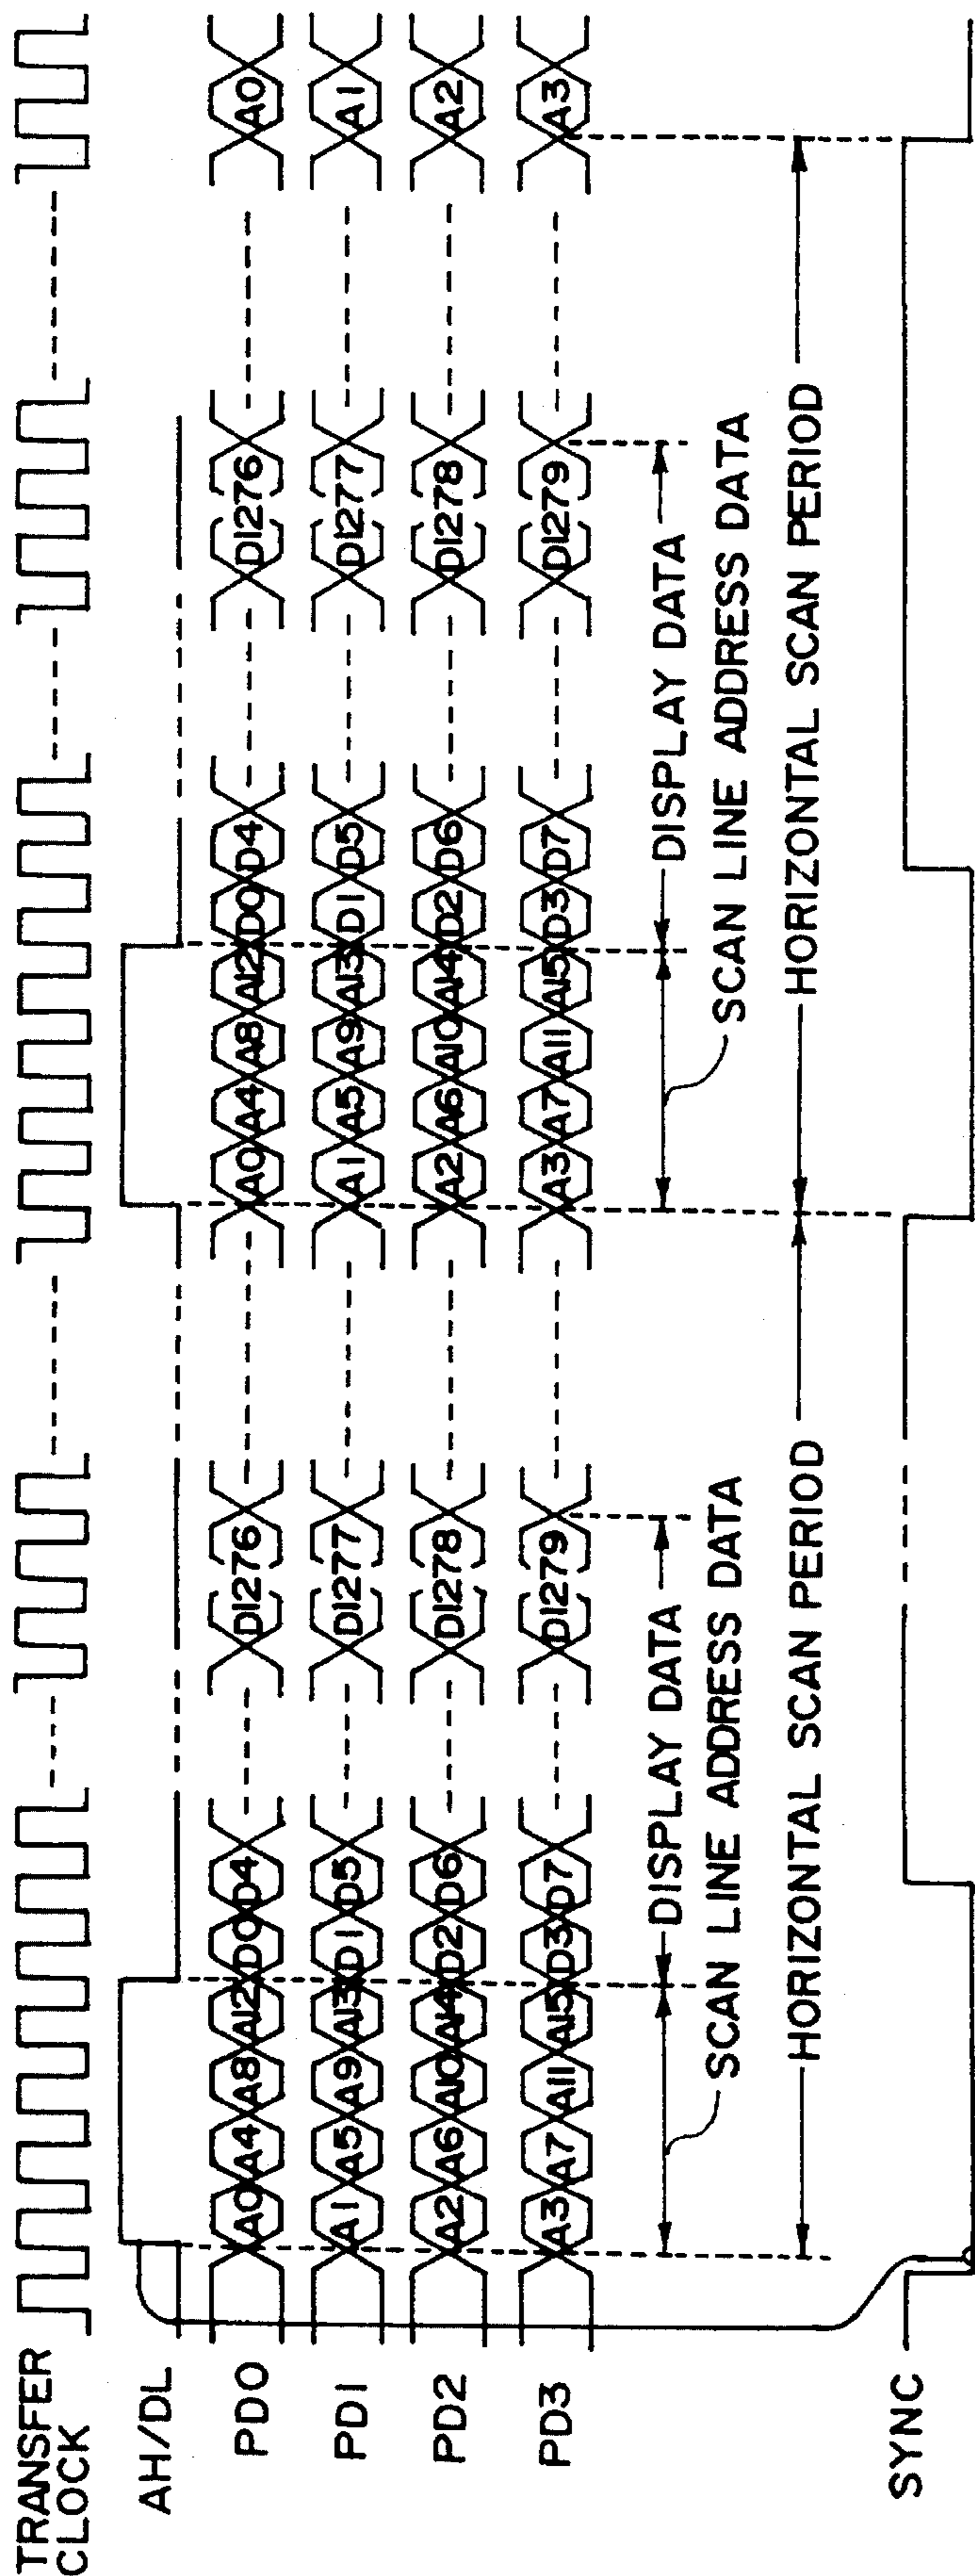 TRANSFER
CLOCK
AH/DL
PD0
A0 A4 A8 A12 D0 D4
D1276
A0 A4 A8 A12 D0 D4
D1276
A0
PD1
A1 A5 A9 A13 D1 D5
D1277
A1 A5 A9 A13 D1 D5
D1277
A1
PD2
A2 A6 A10 A14 D2 D6
D1278
A2 A6 A10 A14 D2 D6
D1278
A2
PD3
A3 A7 A11 A15 D3 D7
D1279
A3 A7 A11 A15 D3 D7
D1279
A3
DISPLAY DATA
DISPLAY DATA
SCAN LINE ADDRESS DATA
SCAN LINE ADDRESS DATA
HORIZONTAL SCAN PERIOD
HORIZONTAL SCAN PERIOD
SYNC